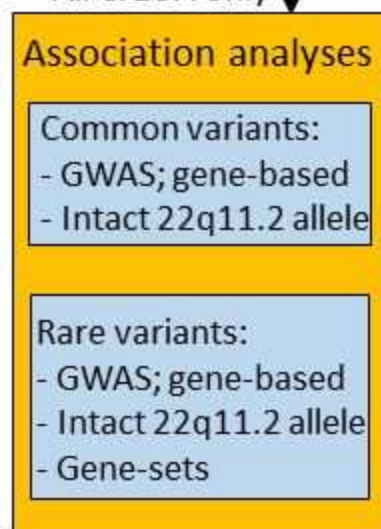 Association analyses
Common variants:
- GWAS; gene-based
- Intact 22q11.2 allele
Rare variants:
- GWAS; gene-based
- Intact 22q11.2 allele
- Gene-sets